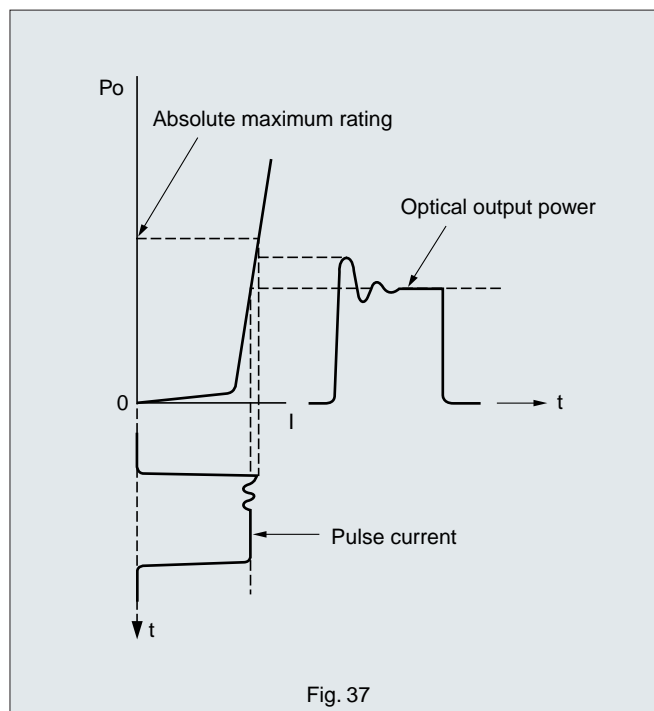 Po
Absolute maximum rating
Optical output power
0
I
t
Pulse current
t
Fig. 37